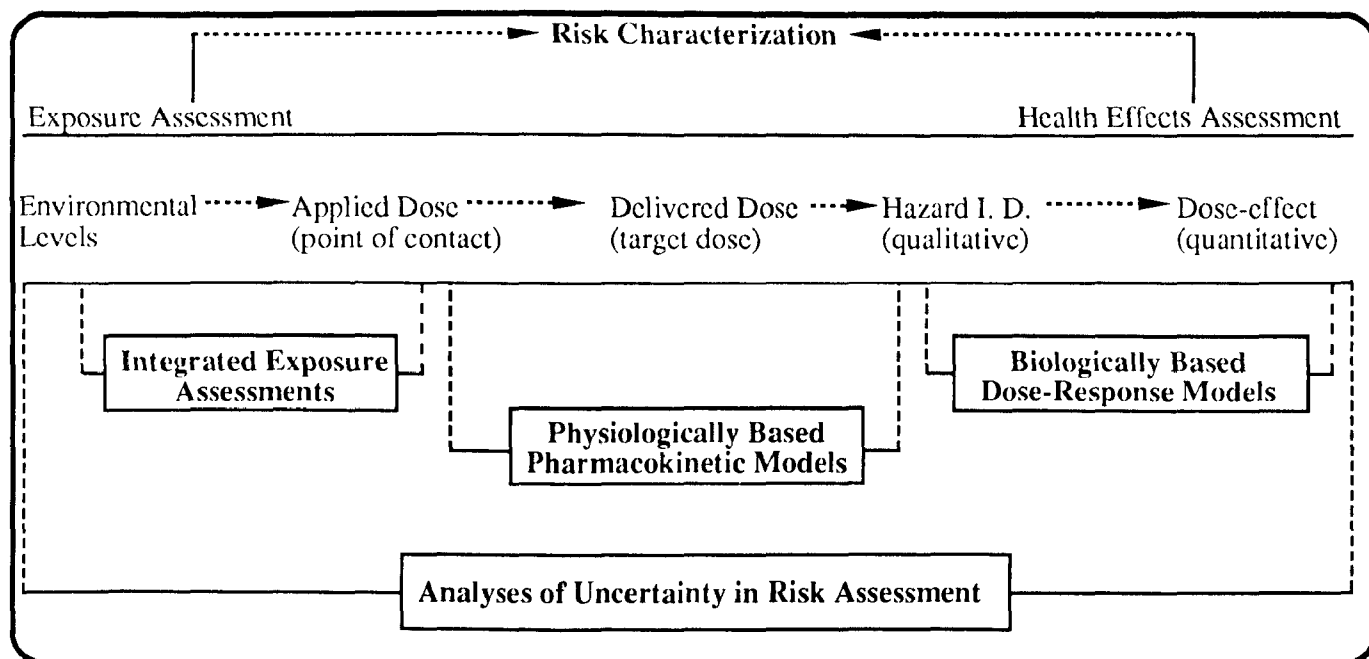 Risk Characterization
Exposure Assessment
Health Effects Assessment
Environmental
Levels
Applied Dose
(point of contact)
Delivered Dose
(target dose)
Hazard I. D.
(qualitative)
Dose-effect
(quantitative)
Integrated Exposure
Assessments
Biologically Based
Dose-Response Models
Physiologically Based
Pharmacokinetic Models
Analyses of Uncertainty in Risk Assessment